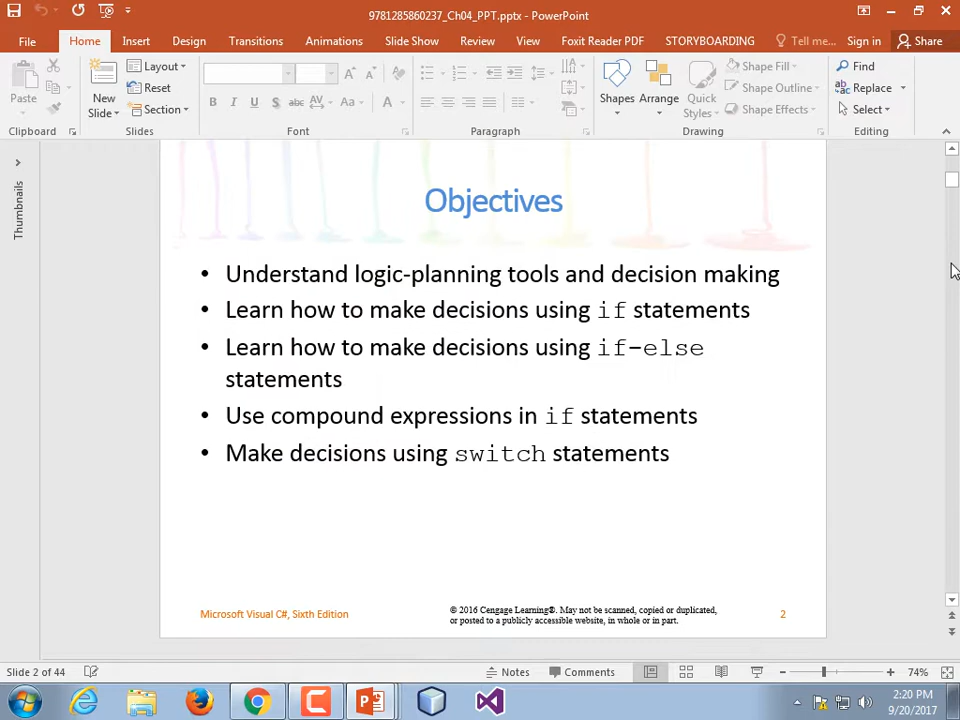 9781285860237_Ch04_PPT.pptx - PowerPoint
File Home Insert Design Transitions Animations Slide Show Review View Foxit Reader PDF STORYBOARDING Tell me... Sign in Share
Paste
New
Slide
Layout
Reset
Section
Shapes
Arrange
Quick
Styles
Shape Fill
Shape Outline
Shape Effects
Find
Replace
Select
Clipboard Slides Font Paragraph Drawing Editing
Thumbnails
Objectives
• Understand logic-planning tools and decision making
• Learn how to make decisions using if statements
• Learn how to make decisions using if-else
statements
• Use compound expressions in if statements
• Make decisions using switch statements
Microsoft Visual C#, Sixth Edition
© 2016 Cengage Learning®. May not be scanned, copied or duplicated,
or posted to a publicly accessible website, in whole or in part.
2
Slide 2 of 44 Notes Comments 74%
2:20 PM
9/20/2017